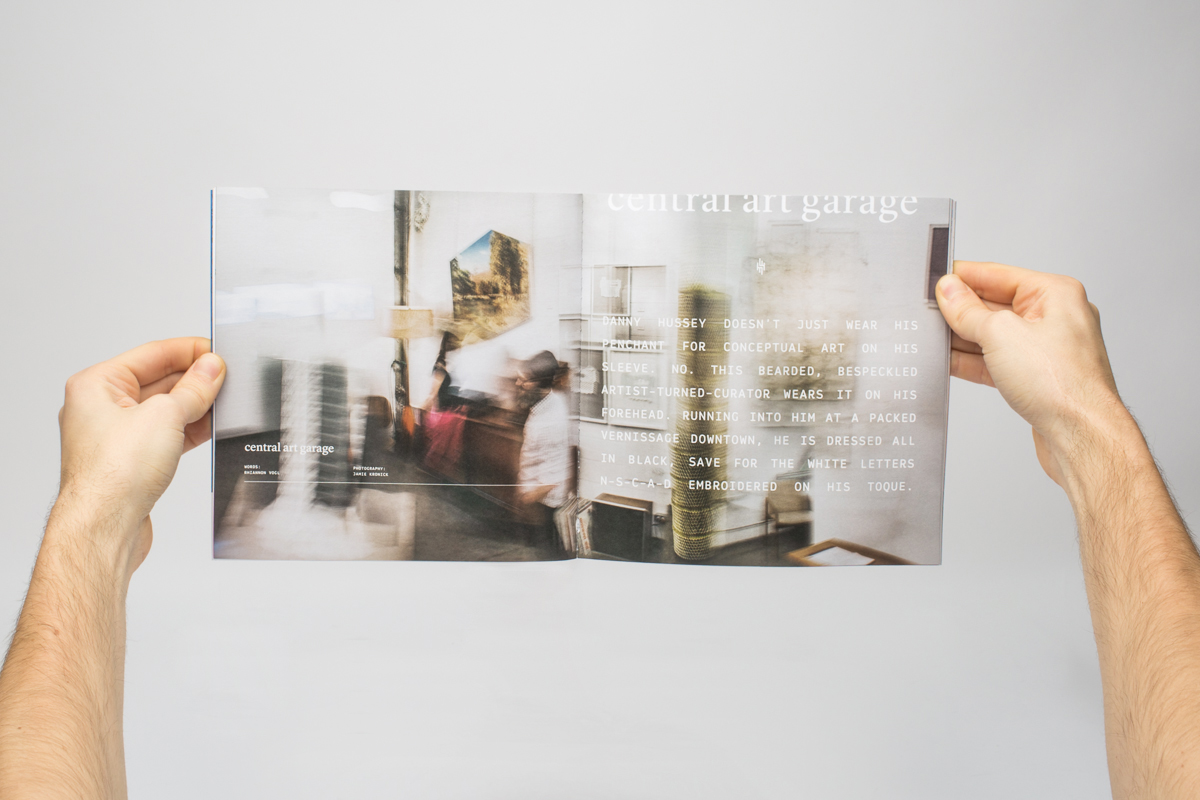 central art garage
WORDS:
RHIANNON VOGL
PHOTOGRAPHY:
JAMIE KRONICK
central art garage
DANNY HUSSEY DOESN'T JUST WEAR HIS
PENCHANT FOR CONCEPTUAL ART ON HIS
SLEEVE. NO. THIS BEARDED, BESPECKLED
ARTIST-TURNED-CURATOR WEARS IT ON HIS
FOREHEAD. RUNNING INTO HIM AT A PACKED
VERNISSAGE DOWNTOWN, HE IS DRESSED ALL
IN BLACK, SAVE FOR THE WHITE LETTERS
N-S-C-A-D EMBROIDERED ON HIS TOQUE.